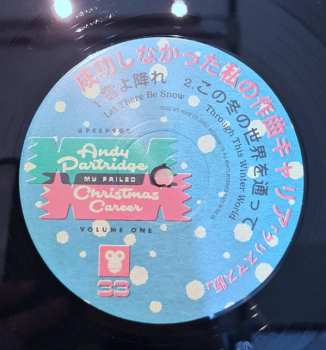 成功しなかった私の作曲キャリア・クリスマス版」
1.雪よ降れ
Let There Be Snow
2.この冬の世界を通って
Through This Winter World
Andy
Partridge
MY FAILED
Christmas
Career
VOLUME ONE
33